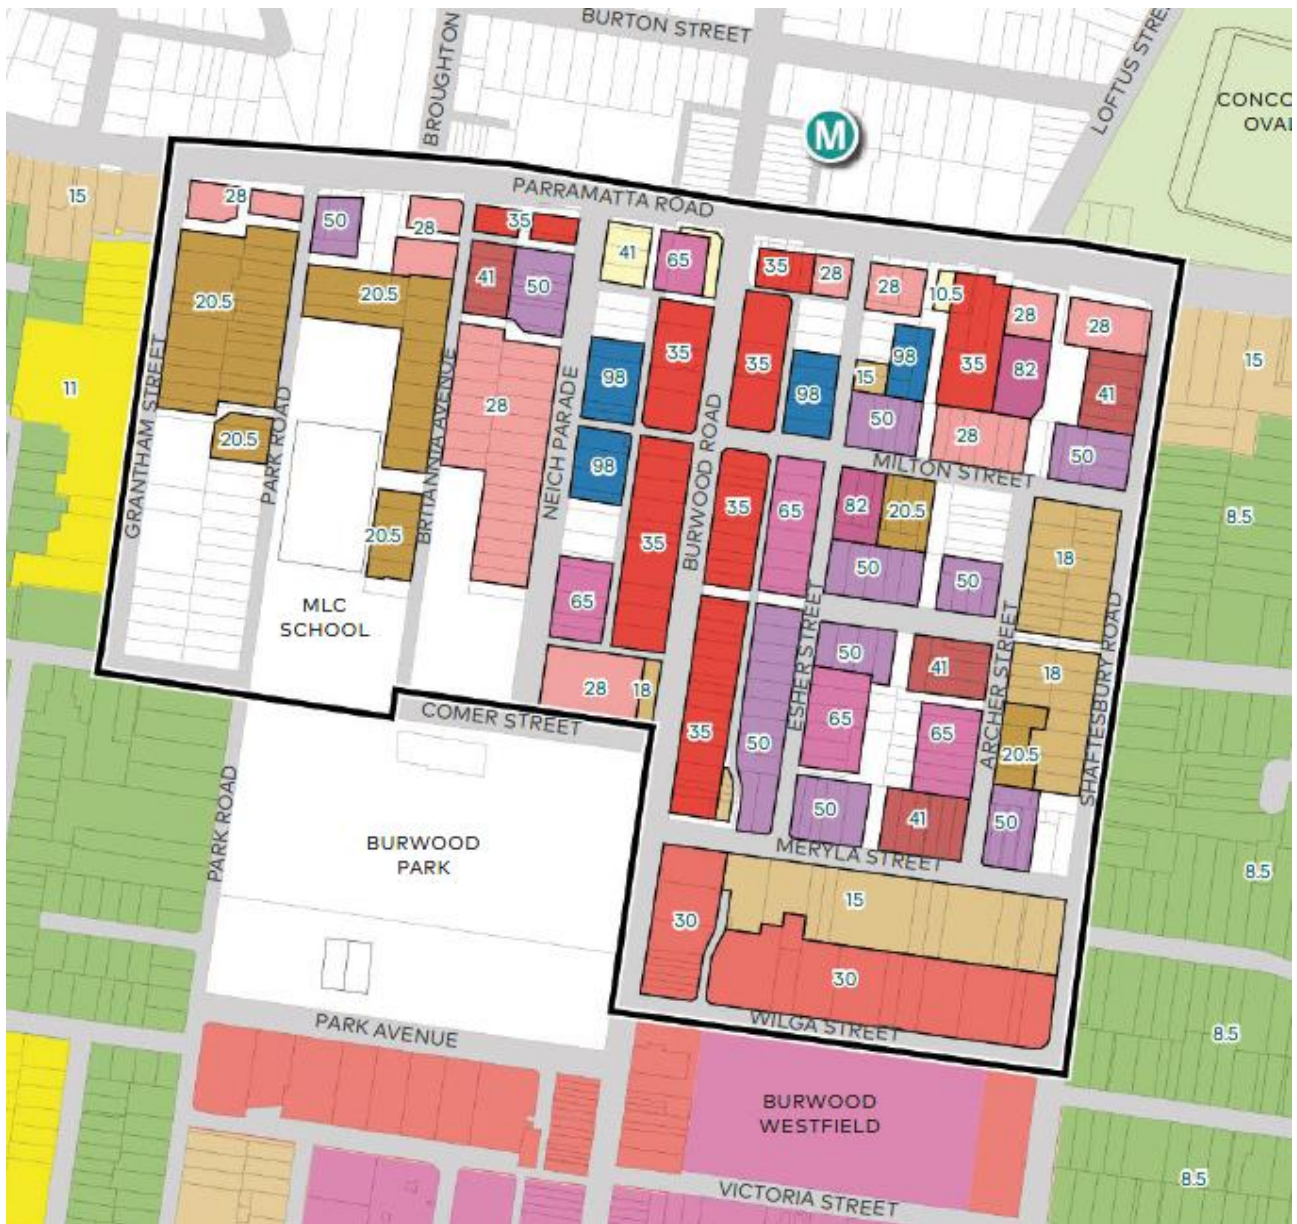 BURTON STREET
BROUGHTON
LOFTUS STREE
CONCO
OVAL
M
PARRAMATTA ROAD
15
28
50
28
35
41
65
35
28
28
10.5
28
28
20.5
20.5
41
50
98
35
35
98
15
98
35
82
41
15
11
28
50
28
50
MILTON STREET
20.5
GRANTHAM STREET
PARK ROAD
BRITANNIA AVENUE
NEICH PARADE
BURWOOD ROAD
98
35
65
82
20.5
8.5
20.5
35
50
50
18
MLC
SCHOOL
65
ESHER STREET
ARCHER STREET
SHAFTESBURY ROAD
50
41
18
28
18
COMER STREET
35
50
65
65
20.5
50
41
50
PARK ROAD
BURWOOD
PARK
MERYLA STREET
8.5
15
30
30
WILGA STREET
PARK AVENUE
8.5
BURWOOD
WESTFIELD
8.5
VICTORIA STREET